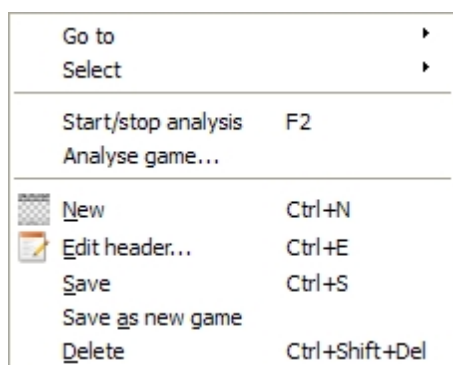 Go to
Select
Start/stop analysis F2
Analyse game...
New Ctrl+N
Edit header... Ctrl+E
Save Ctrl+S
Save as new game
Delete Ctrl+Shift+Del